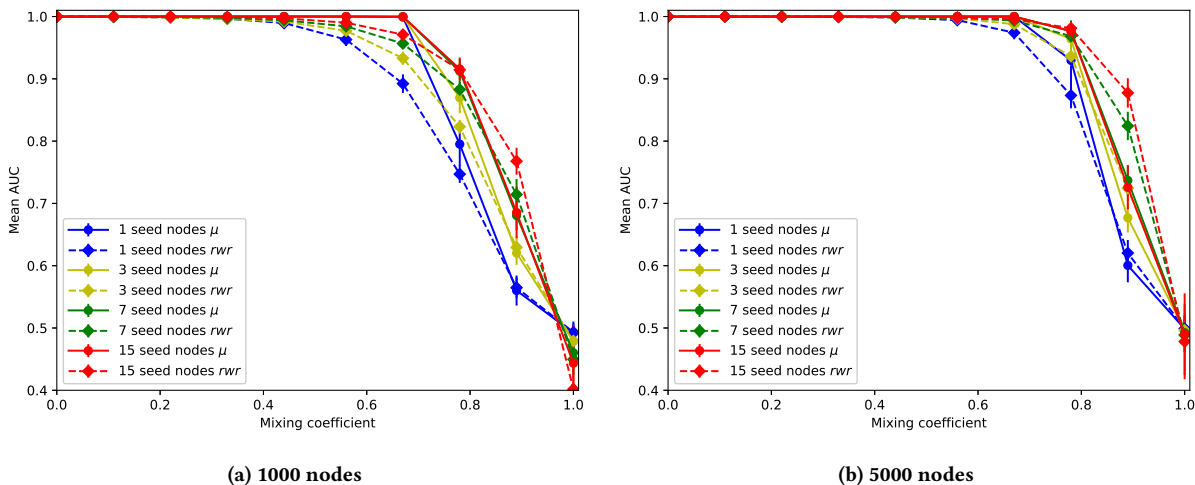 1.0
0.9
0.8
0.7
0.6
0.5
0.4
Mean AUC
1 seed nodes μ
1 seed nodes rwr
3 seed nodes μ
3 seed nodes rwr
7 seed nodes μ
7 seed nodes rwr
15 seed nodes μ
15 seed nodes rwr
0.0 0.2 0.4 0.6 0.8 1.0
Mixing coefficient
(a) 1000 nodes
1.0
0.9
0.8
0.7
0.6
0.5
0.4
Mean AUC
1 seed nodes μ
1 seed nodes rwr
3 seed nodes μ
3 seed nodes rwr
7 seed nodes μ
7 seed nodes rwr
15 seed nodes μ
15 seed nodes rwr
0.0 0.2 0.4 0.6 0.8 1.0
Mixing coefficient
(b) 5000 nodes